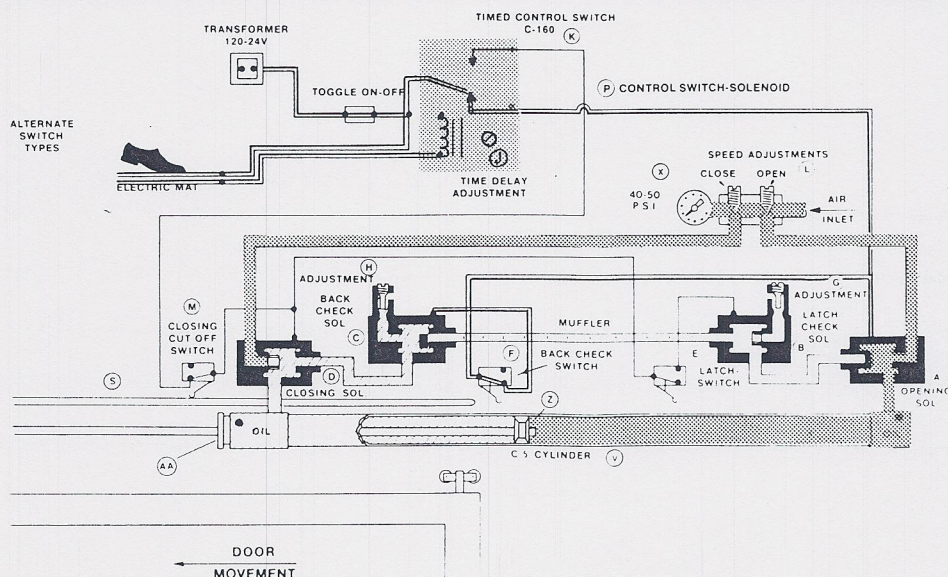 TIMED CONTROL SWITCH
C-160 K
TRANSFORMER
120-24V
TOGGLE ON-OFF
P CONTROL SWITCH-SOLENOID
ALTERNATE
SWITCH
TYPES
J
ELECTRIC MAT
TIME DELAY
ADJUSTMENT
SPEED ADJUSTMENTS
CLOSE OPEN L
X
40-50
P.S.I
AIR
INLET
H
ADJUSTMENT
BACK
CHECK
SOL
C
G
ADJUSTMENT
LATCH
CHECK
SOL
B
M
CLOSING
CUT OFF
SWITCH
MUFFLER
F
BACK CHECK
SWITCH
E
LATCH-
SWITCH
S
D
CLOSING SOL
A
OPENING
SOL
Z
OIL
AA
C S CYLINDER V
DOOR
MOVEMENT